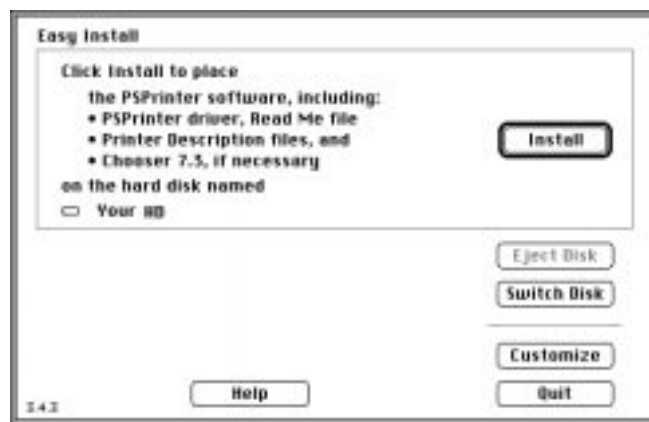 Easy Install
Click Install to place
the PSPrinter software, including:
• PSPrinter driver, Read Me file
• Printer Description files, and
• Chooser 7.3, if necessary
on the hard disk named
Your HD
Install
Eject Disk
Switch Disk
Customize
Help
Quit